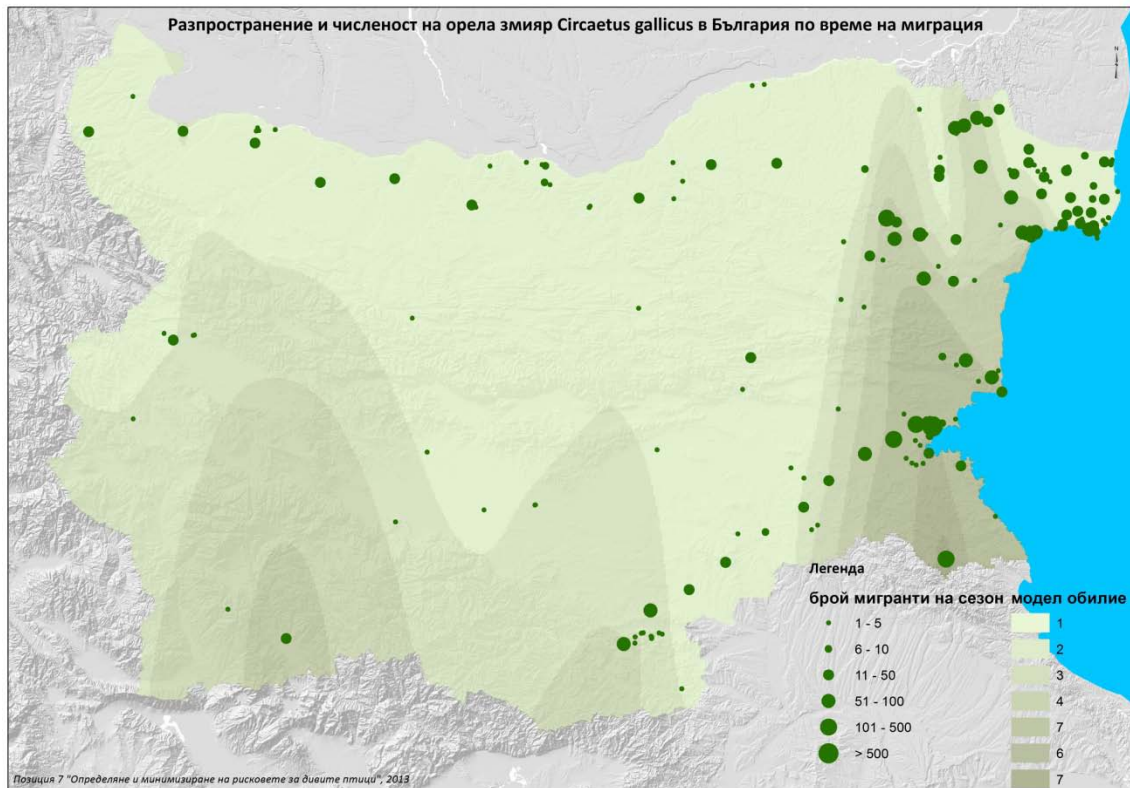 Разпространение и численост на орела змияр Circaetus gallicus в България по време на миграция
N
Легенда
брой мигранти на сезон модел обилие
1 - 5 1
6 - 10 2
11 - 50 3
51 - 100 4
101 - 500 7
> 500 6
7
Позиция 7 "Определяне и минимизиране на рисковете за дивите птици", 2013